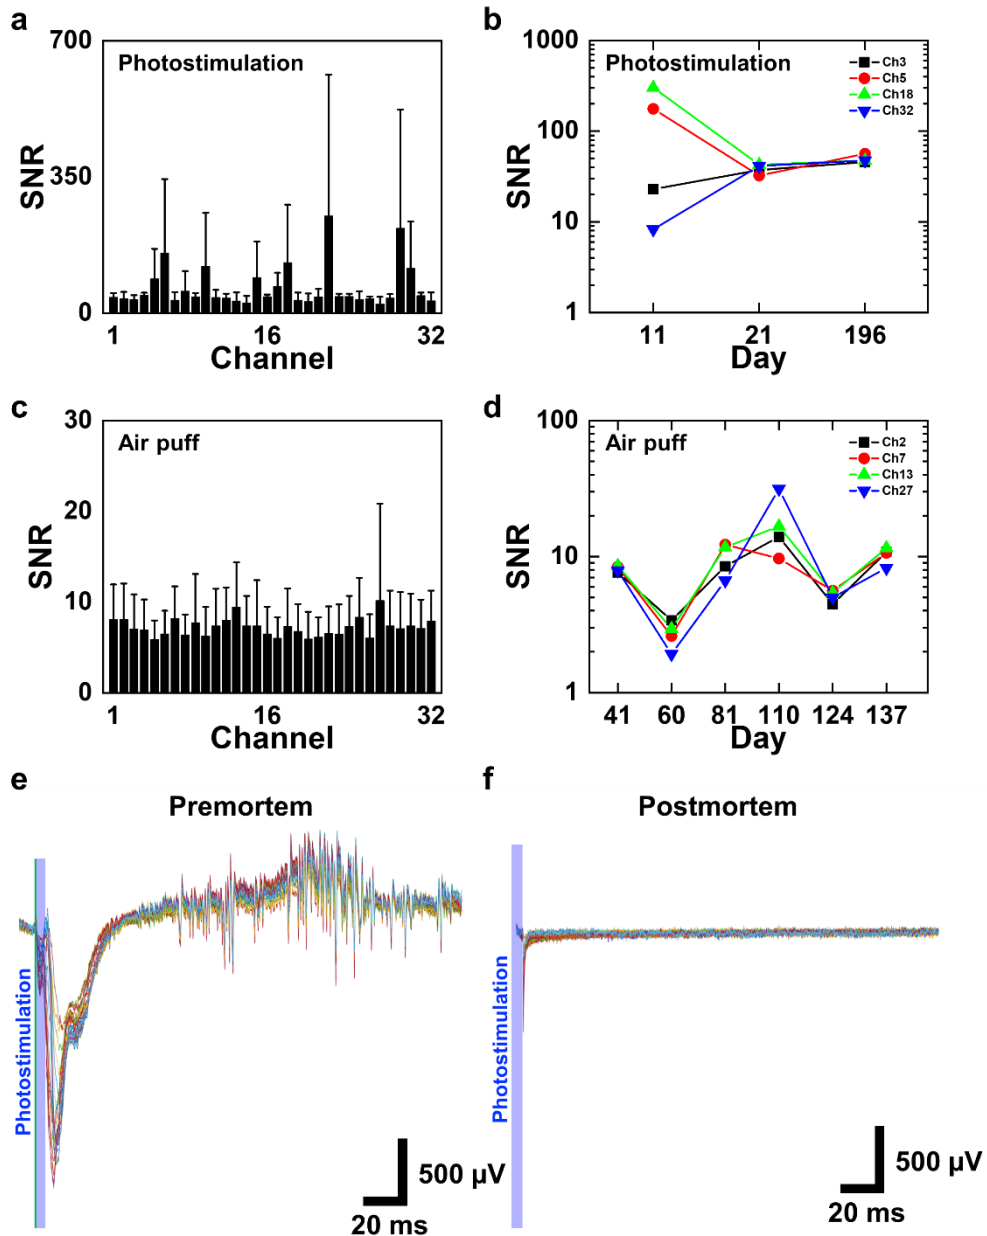 a
700
Photostimulation
SNR
350
0
1
16
32
Channel
b
1000
Photostimulation
Ch3
Ch5
Ch18
Ch32
SNR
100
10
1
11
21
196
Day
c
30
Air puff
SNR
20
10
0
1
16
32
Channel
d
100
Air puff
Ch2
Ch7
Ch13
Ch27
SNR
10
1
41
60
81
110
124
137
Day
e
Premortem
Photostimulation
500 µV
20 ms
f
Postmortem
Photostimulation
500 µV
20 ms